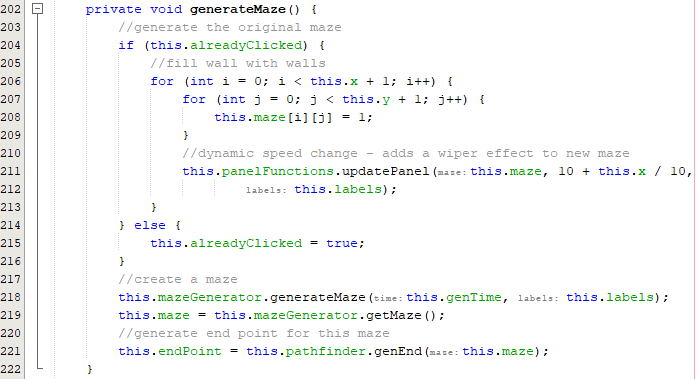 202 private void generateMaze() {
203 //generate the original maze
204 if (this.alreadyClicked) {
205 //fill wall with walls
206 for (int i = 0; i < this.x + 1; i++) {
207 for (int j = 0; j < this.y + 1; j++) {
208 this.maze[i][j] = 1;
209 }
210 //dynamic speed change - adds a wiper effect to new maze
211 this.panelFunctions.updatePanel(maze: this.maze, 10 + this.x / 10,
212 labels: this.labels);
213 }
214 } else {
215 this.alreadyClicked = true;
216 }
217 //create a maze
218 this.mazeGenerator.generateMaze(time: this.genTime, labels: this.labels);
219 this.maze = this.mazeGenerator.getMaze();
220 //generate end point for this maze
221 this.endPoint = this.pathfinder.genEnd(maze: this.maze);
222 }